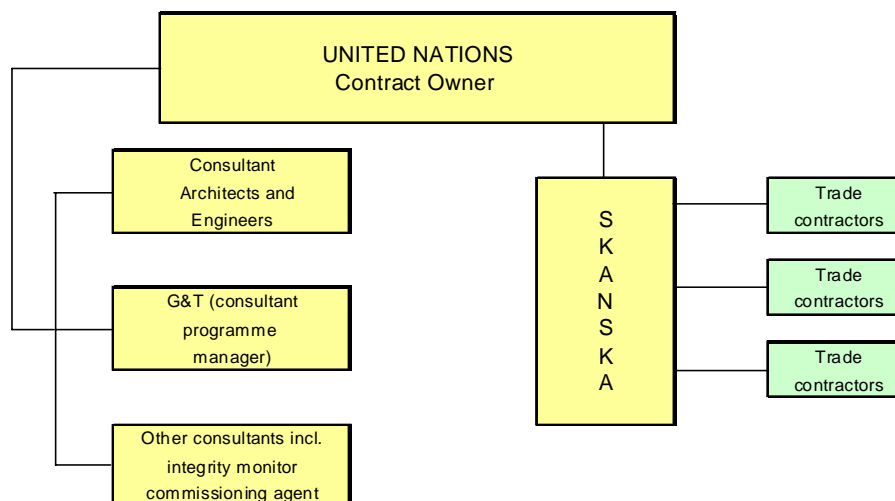 UNITED NATIONS
Contract Owner
Consultant
Architects and
Engineers
G&T (consultant
programme
manager)
Other consultants incl.
integrity monitor
commissioning agent
S
K
A
N
S
K
A
Trade
contractors
Trade
contractors
Trade
contractors